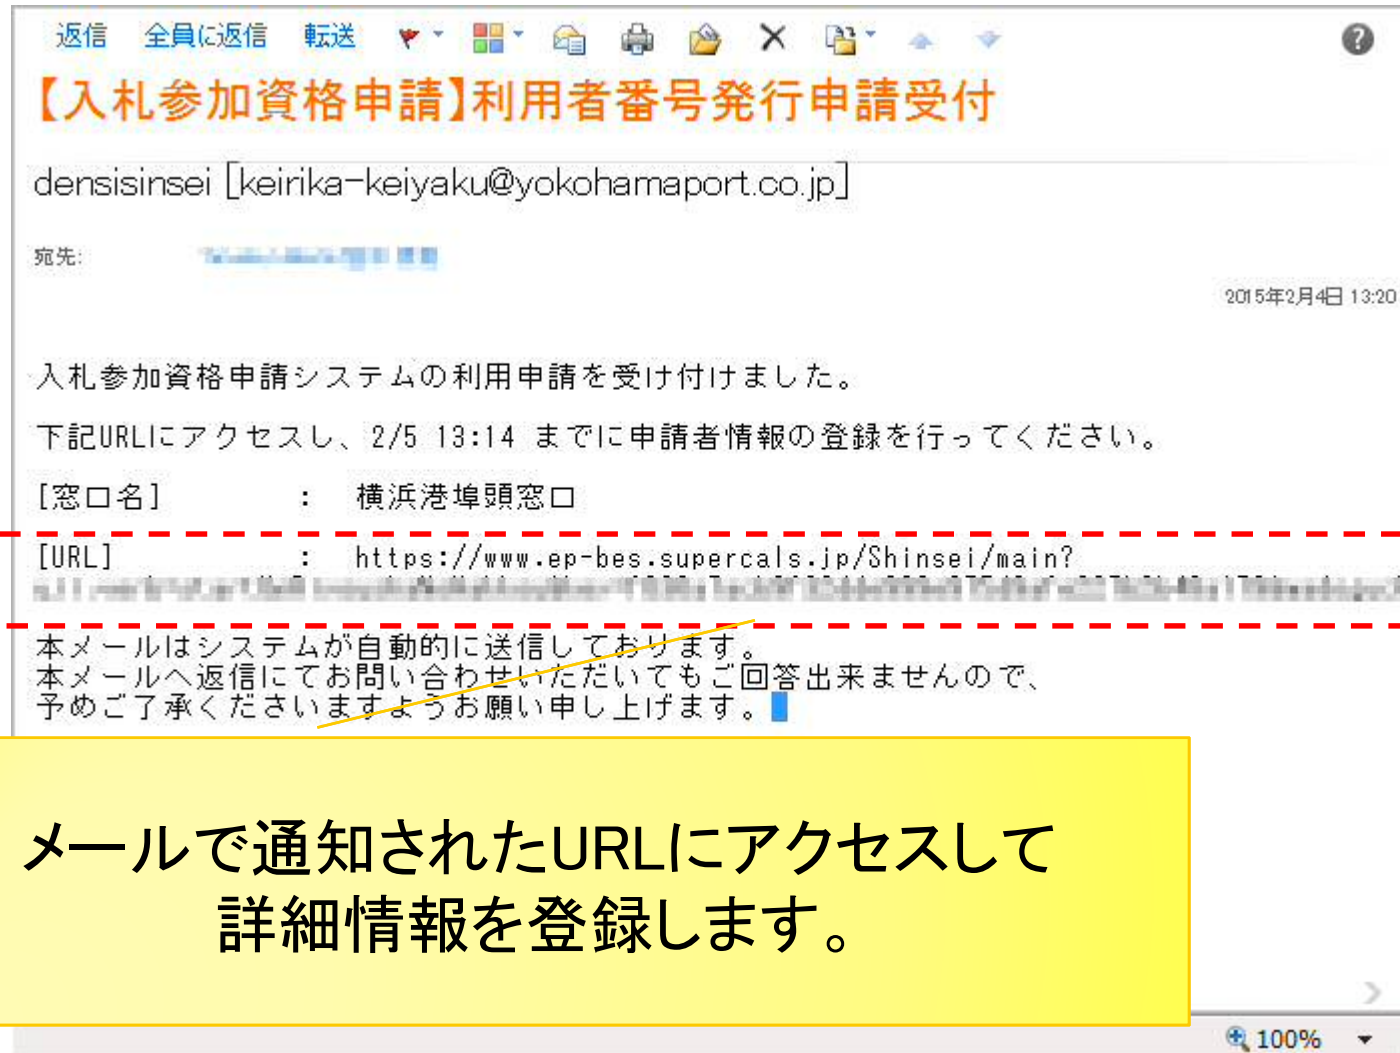 返信 全員に返信 転送
【入札参加資格申請】利用者番号発行申請受付
densisinsei [keirika-keiyaku@yokohamaport.co.jp]
宛先:
2015年2月4日 13:20
入札参加資格申請システムの利用申請を受け付けました。
下記URLにアクセスし、2/5 13:14 までに申請者情報の登録を行ってください。
[窓口名] : 横浜港埠頭窓口
[URL] : https://www.ep-bes.supercals.jp/Shinsei/main?
本メールはシステムが自動的に送信しております。
本メールへ返信にてお問い合わせいただいてもご回答出来ませんので、
予めご了承くださいますようお願い申し上げます。
メールで通知されたURLにアクセスして
詳細情報を登録します。
100%